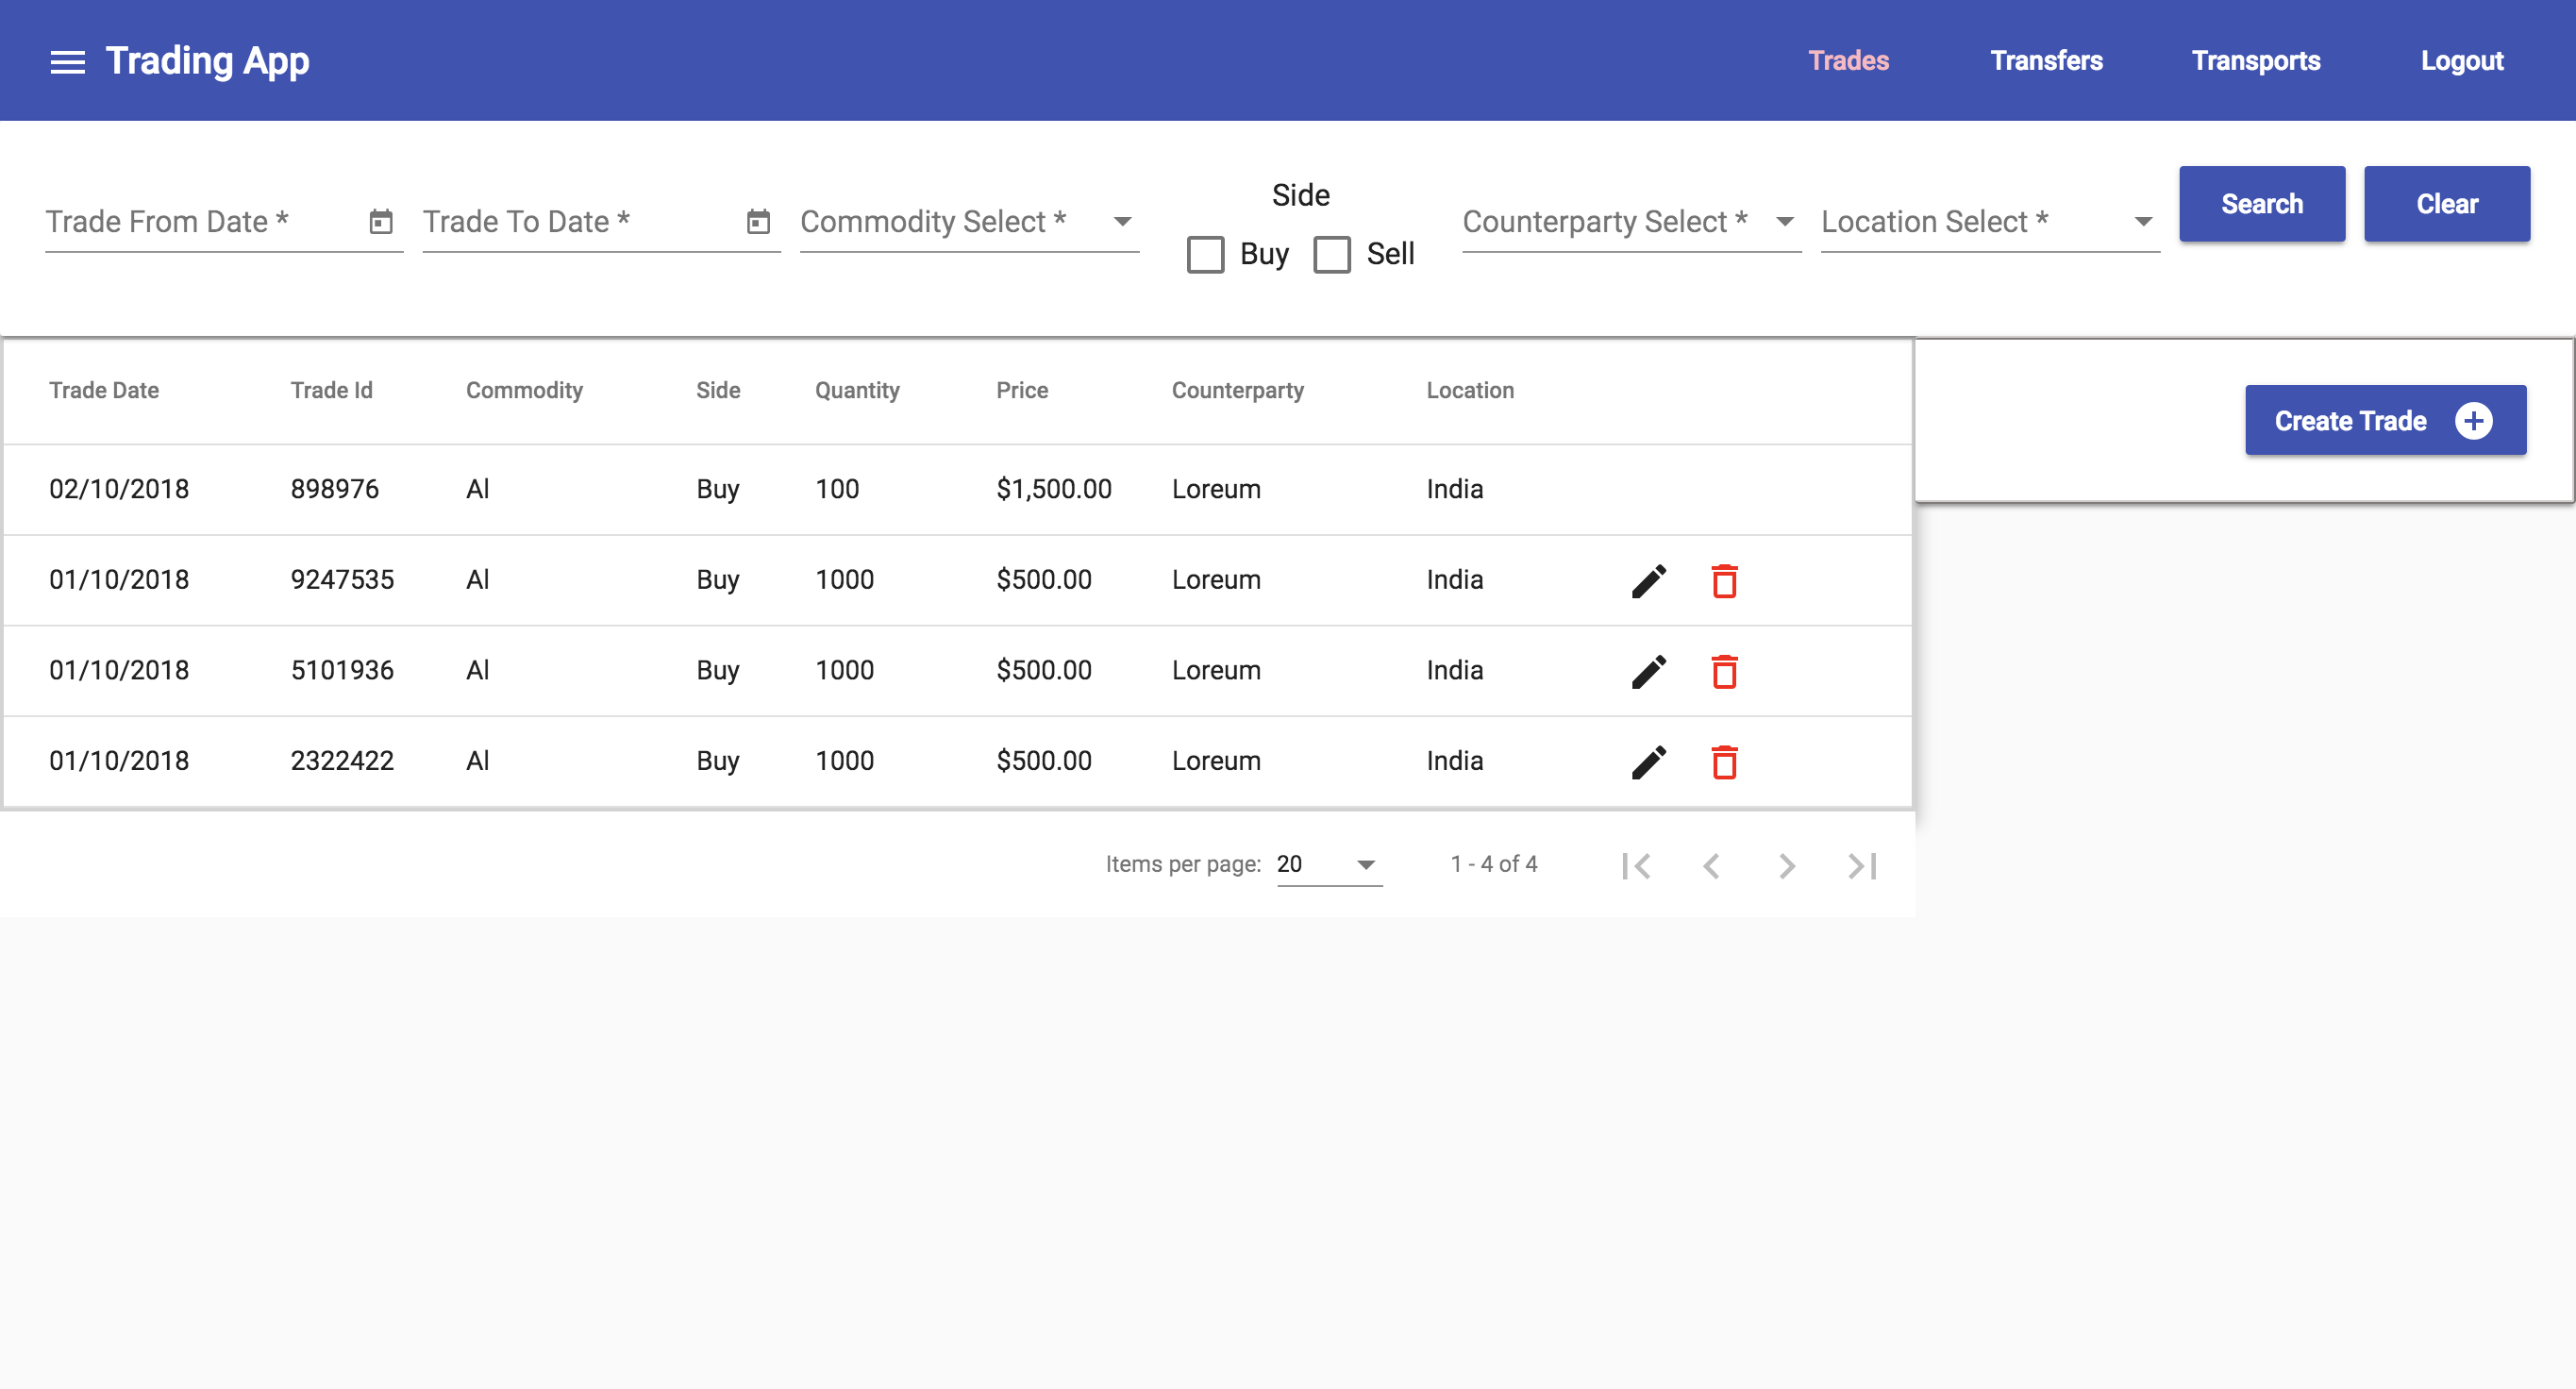 Trading App Trades Transfers Transports Logout
Side
Trade From Date * Trade To Date * Commodity Select * Buy Sell Counterparty Select * Location Select * Search Clear
Trade Date Trade Id Commodity Side Quantity Price Counterparty Location
Create Trade
02/10/2018 898976 Al Buy 100 $1,500.00 Loreum India
01/10/2018 9247535 Al Buy 1000 $500.00 Loreum India
01/10/2018 5101936 Al Buy 1000 $500.00 Loreum India
01/10/2018 2322422 Al Buy 1000 $500.00 Loreum India
Items per page: 20 1 - 4 of 4